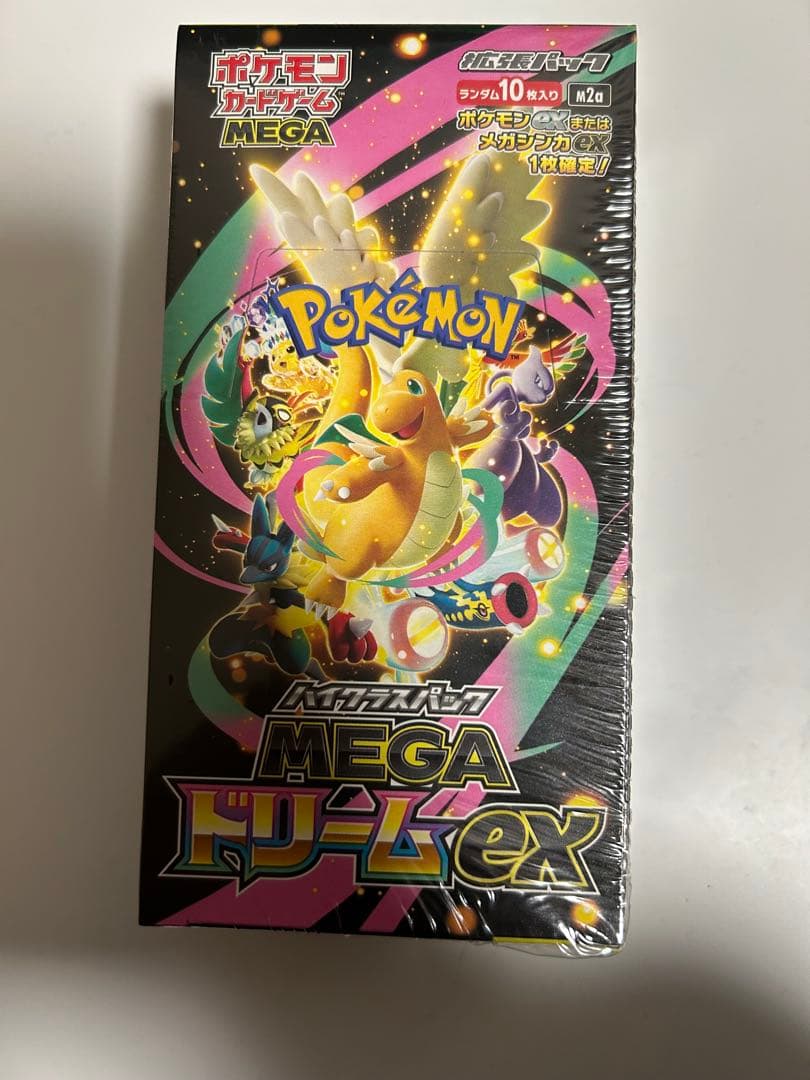 ポケモン
カードゲーム
MEGA
拡張パック
ランダム10枚入り M2a
ポケモンexまたは
メガシンカex
1枚確定!
POKéMON
TM
ハイクラスパック
MEGA
ドリームex